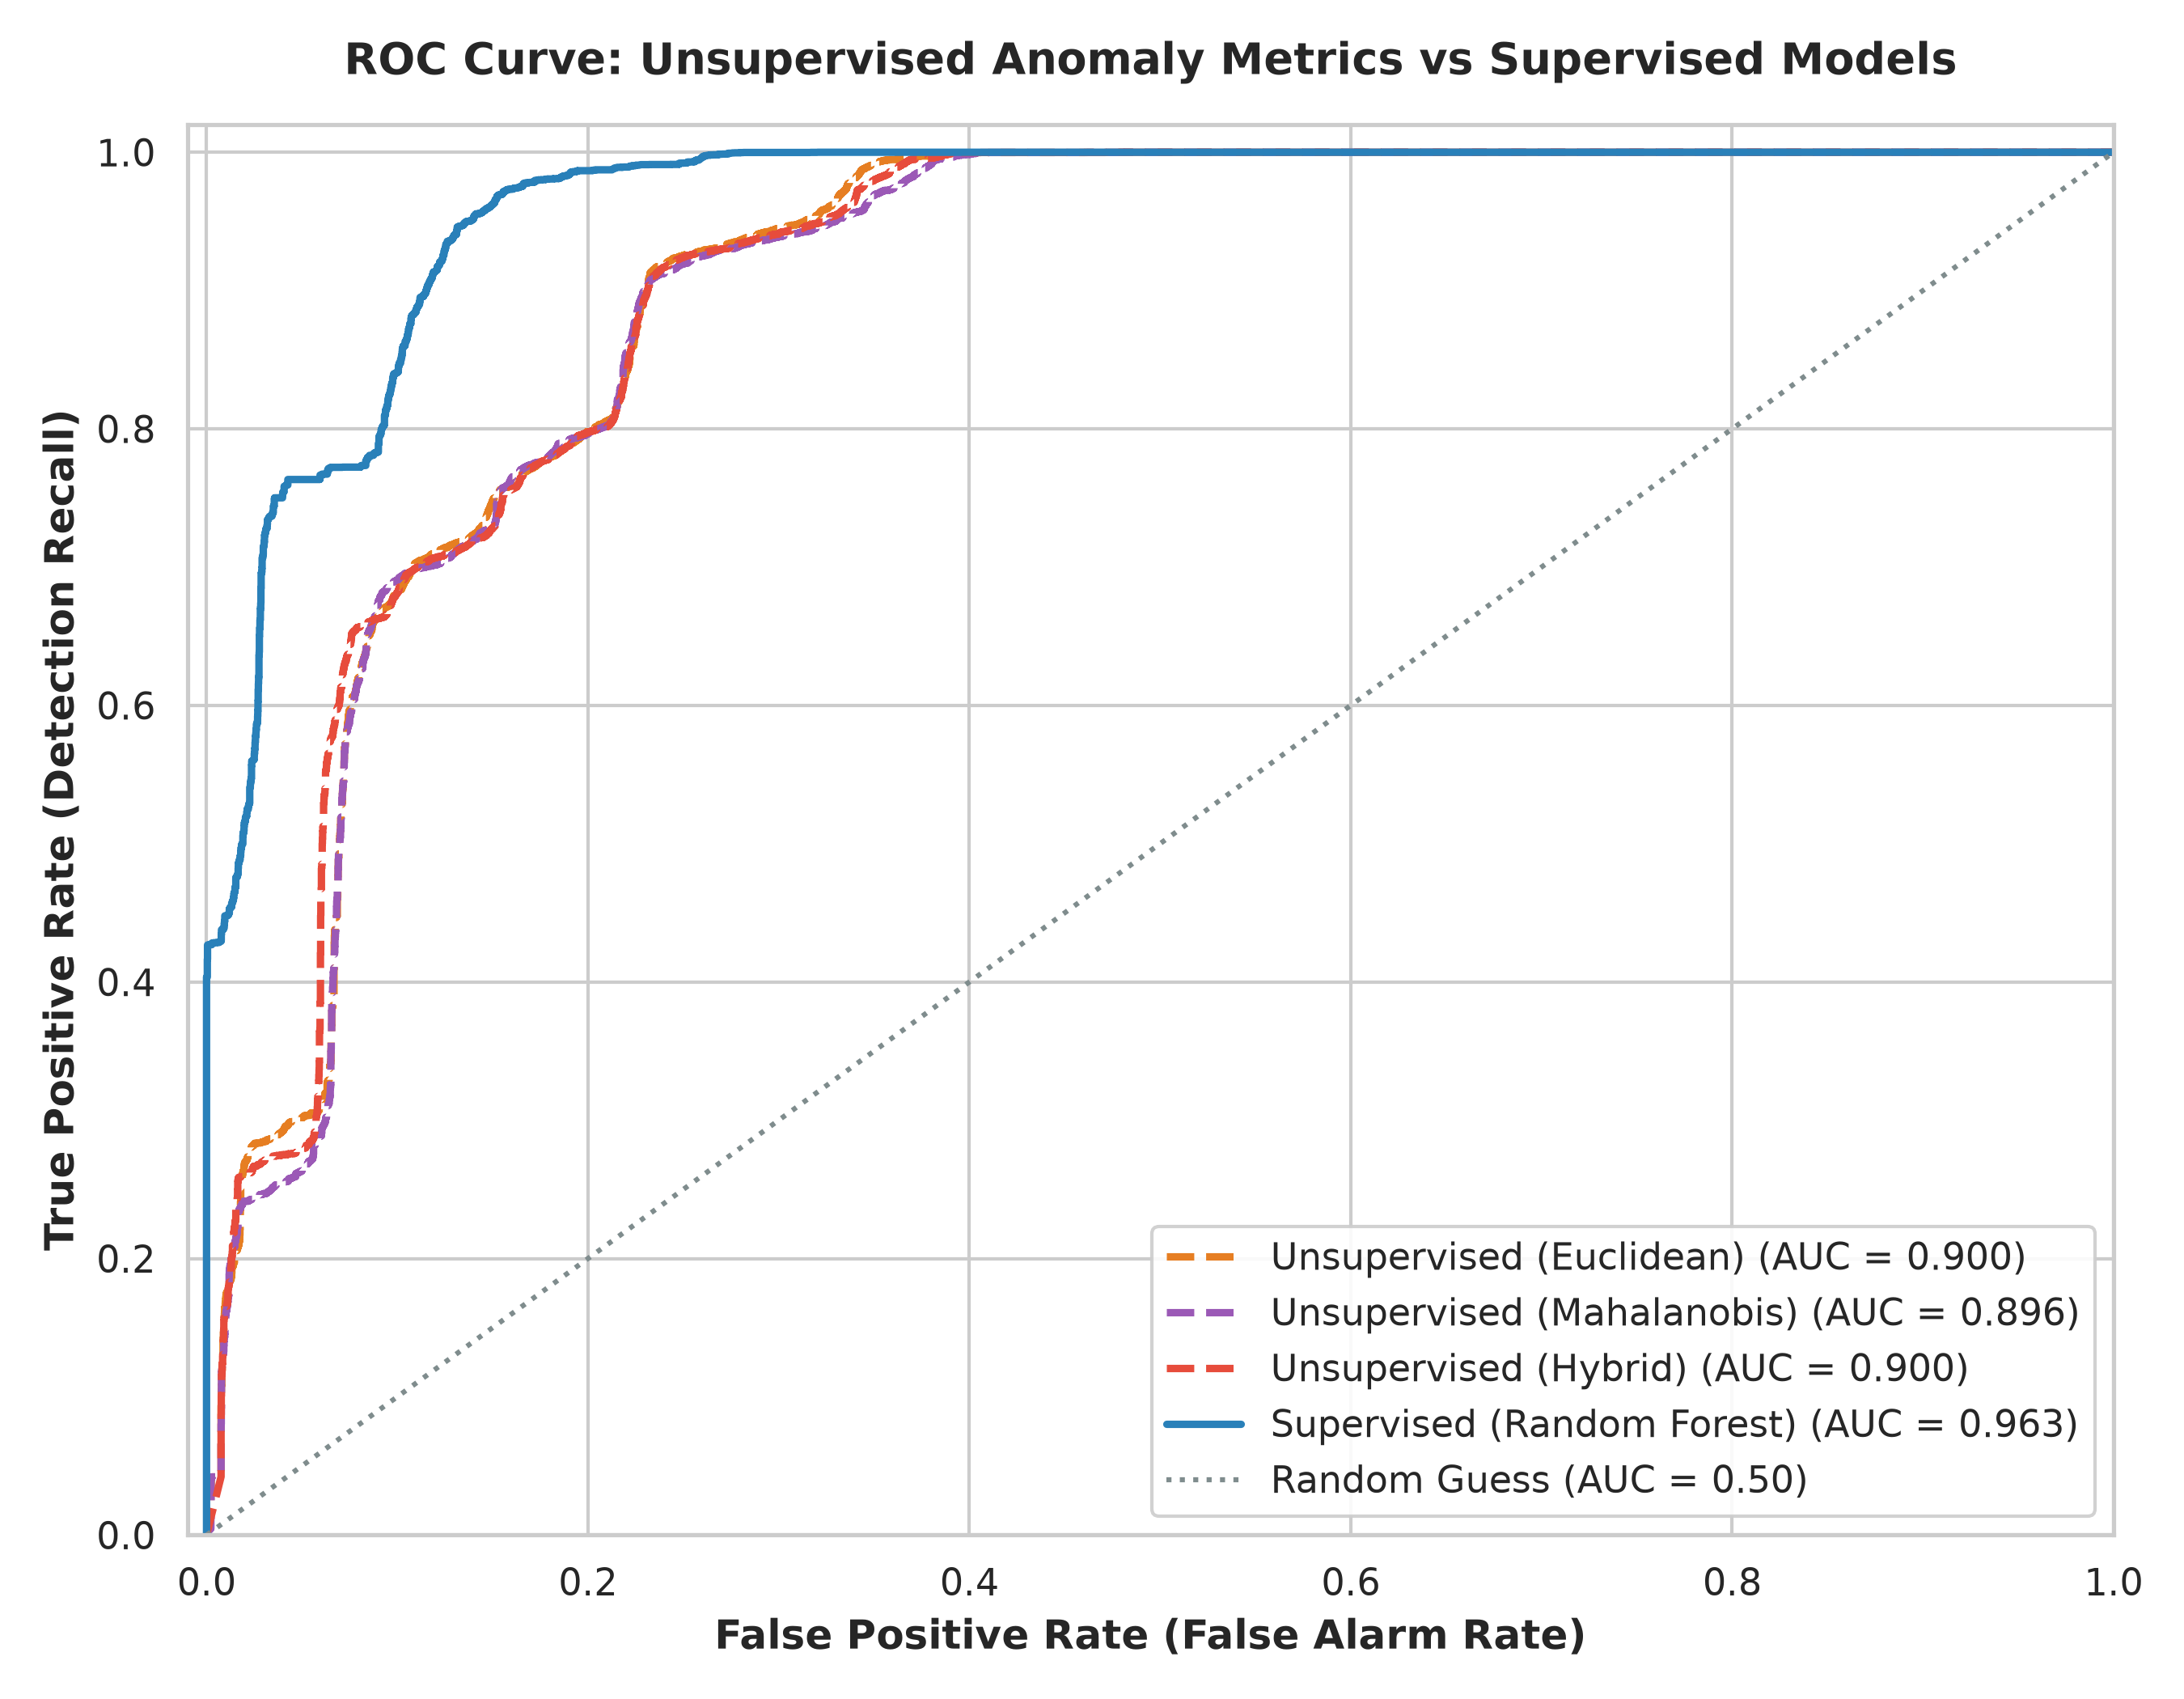 ROC Curve: Unsupervised Anomaly Metrics vs Supervised Models
True Positive Rate (Detection Recall)
1.0
0.8
0.6
0.4
0.2
0.0
Unsupervised (Euclidean) (AUC = 0.900)
Unsupervised (Mahalanobis) (AUC = 0.896)
Unsupervised (Hybrid) (AUC = 0.900)
Supervised (Random Forest) (AUC = 0.963)
Random Guess (AUC = 0.50)
0.0 0.2 0.4 0.6 0.8 1.0
False Positive Rate (False Alarm Rate)